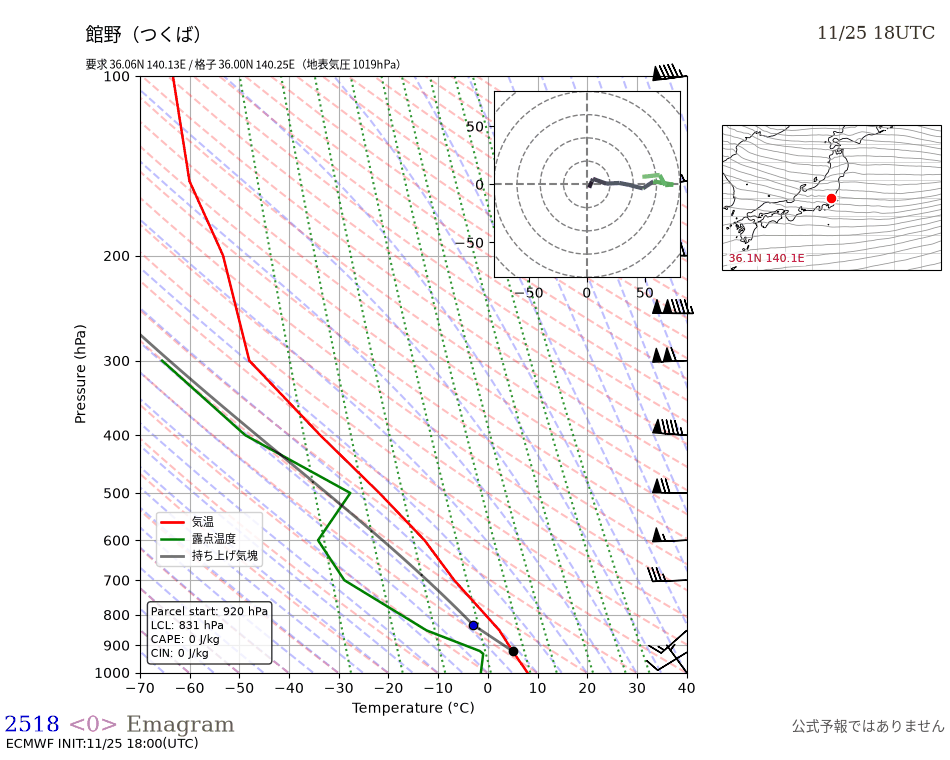 館野（つくば）
11/25 18UTC
要求 36.06N 140.13E / 格子 36.00N 140.25E（地表気圧 1019hPa）
100
200
300
400
500
600
700
800
900
1000
Pressure (hPa)
−70
−60
−50
−40
−30
−20
−10
0
10
20
30
40
Temperature (°C)
50
0
−50
−50
0
50
36.1N 140.1E
気温
露点温度
持ち上げ気塊
Parcel start: 920 hPa
LCL: 831 hPa
CAPE: 0 J/kg
CIN: 0 J/kg
2518 <0> Emagram
公式予報ではありません
ECMWF INIT:11/25 18:00(UTC)